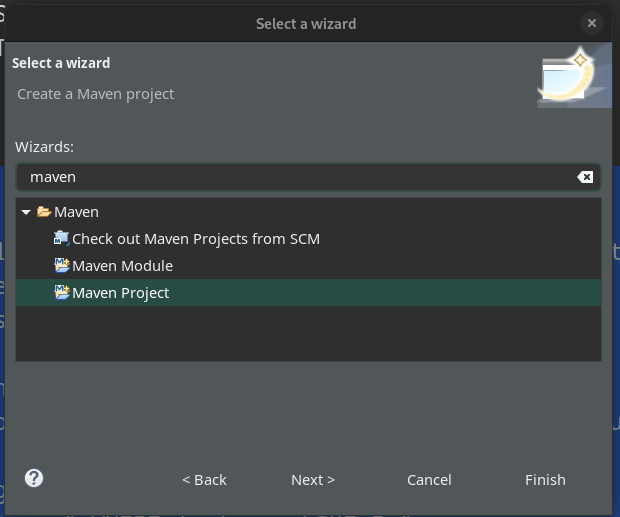 Select a wizard
Select a wizard
Create a Maven project
Wizards:
maven
Maven
Check out Maven Projects from SCM
Maven Module
Maven Project
< Back Next > Cancel Finish